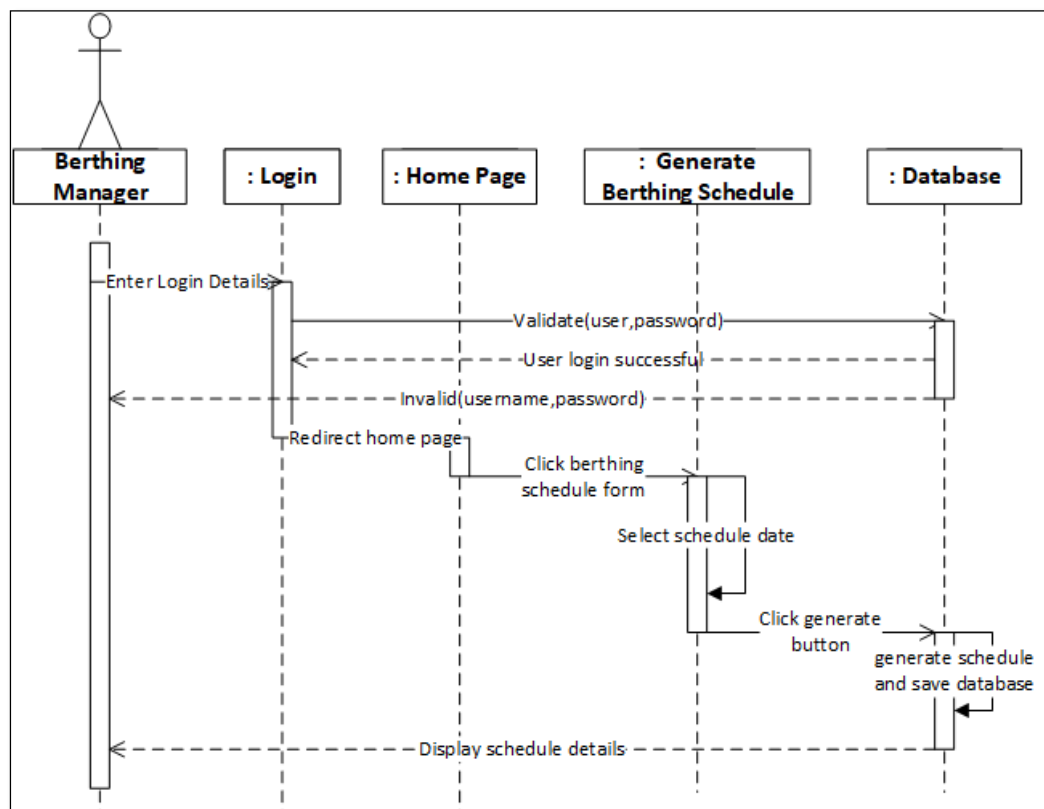 Berthing
Manager
: Login
: Home Page
: Generate
Berthing Schedule
: Database
Enter Login Details
Validate(user,password)
User login successful
Invalid(username,password)
Redirect home page
Click berthing
schedule form
Select schedule date
Click generate
button
generate schedule
and save database
Display schedule details